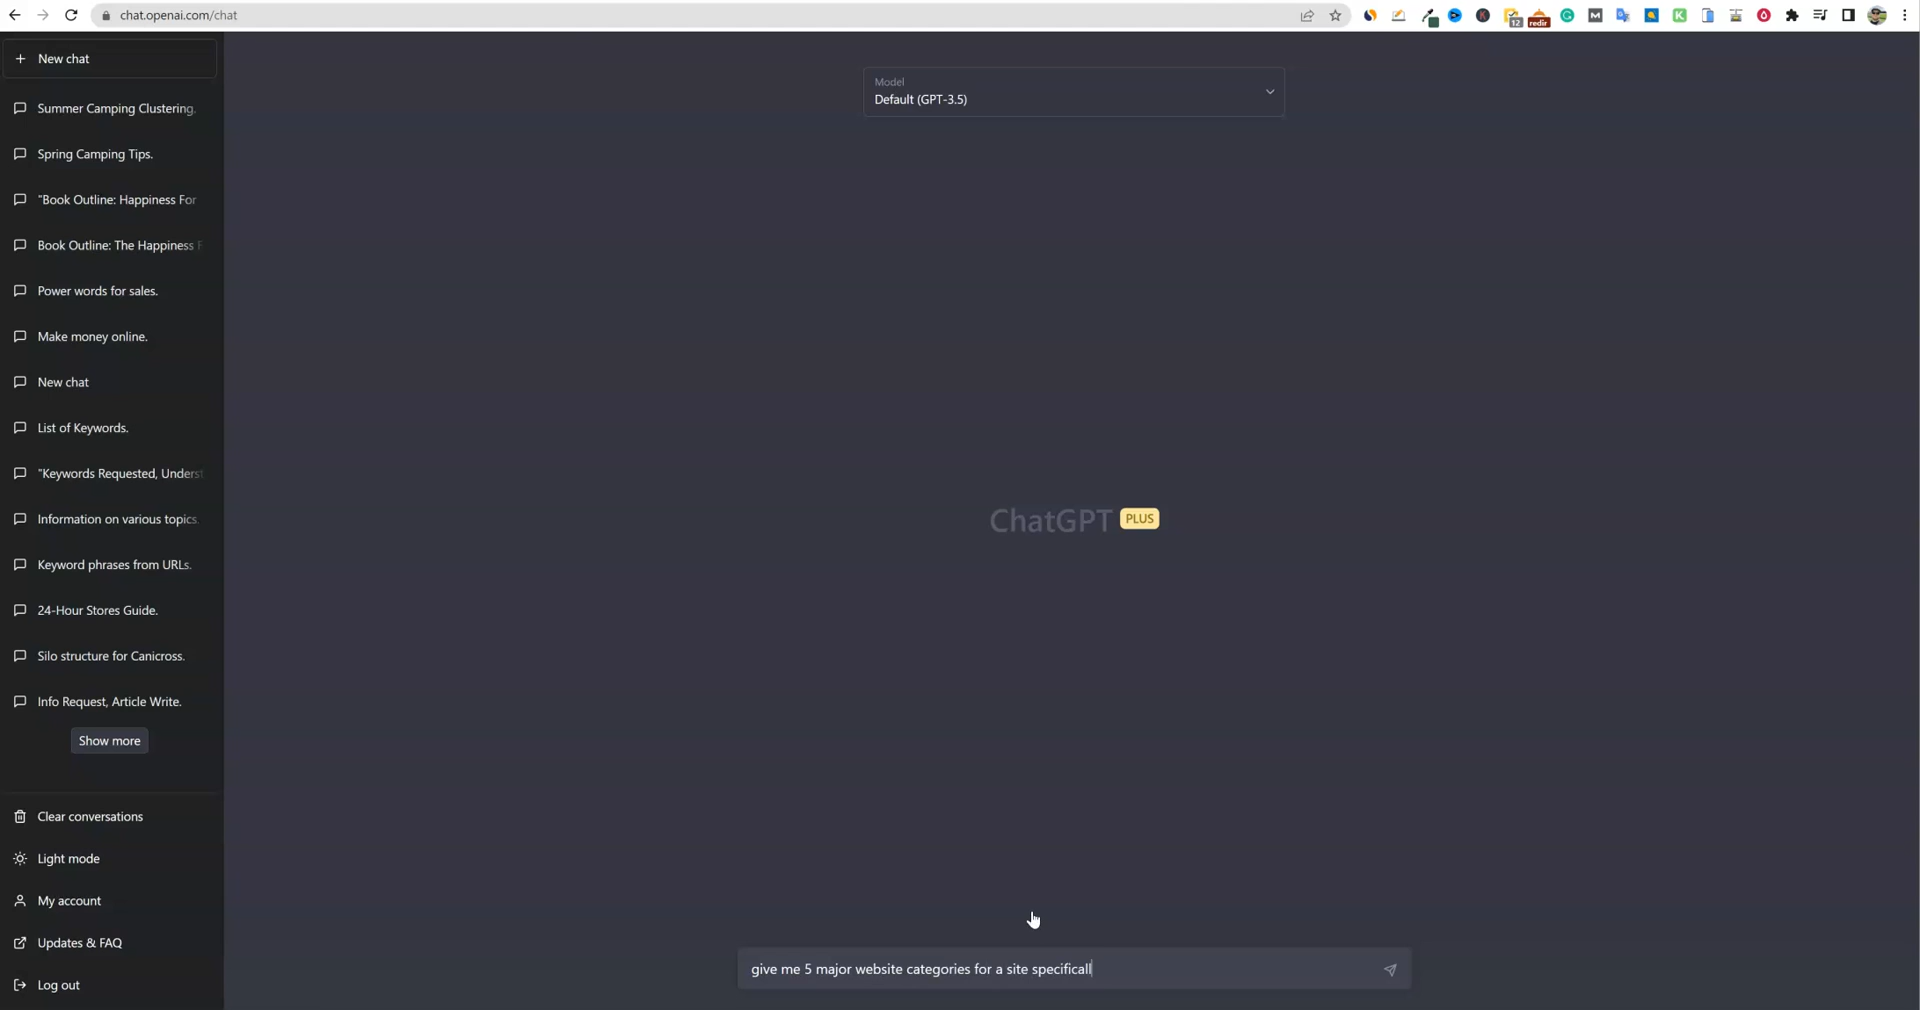 chat.openai.com/chat
12
redir
New chat
Summer Camping Clustering.
Spring Camping Tips.
"Book Outline: Happiness For
Book Outline: The Happiness F
Power words for sales.
Make money online.
New chat
List of Keywords.
"Keywords Requested, Underst
Information on various topics.
Keyword phrases from URLs.
24-Hour Stores Guide.
Silo structure for Canicross.
Info Request, Article Write.
Show more
Clear conversations
Light mode
My account
Updates & FAQ
Log out
Model
Default (GPT-3.5)
ChatGPT PLUS
give me 5 major website categories for a site specificall